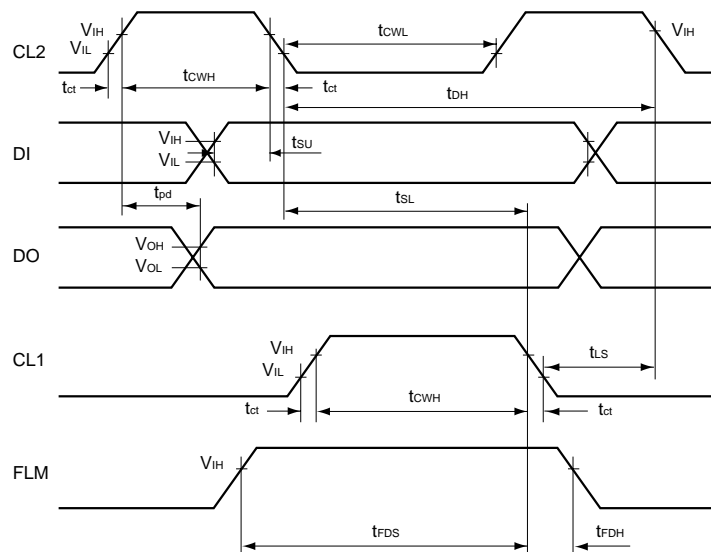 VIH
VIL
CL2
tCWL
VIH
tct
tCWH
tct
tDH
DI
VIH
VIL
tSU
tpd
tSL
DO
VOH
VOL
CL1
VIH
VIL
tLS
tct
tCWH
tct
FLM
VIH
tFDS
tFDH